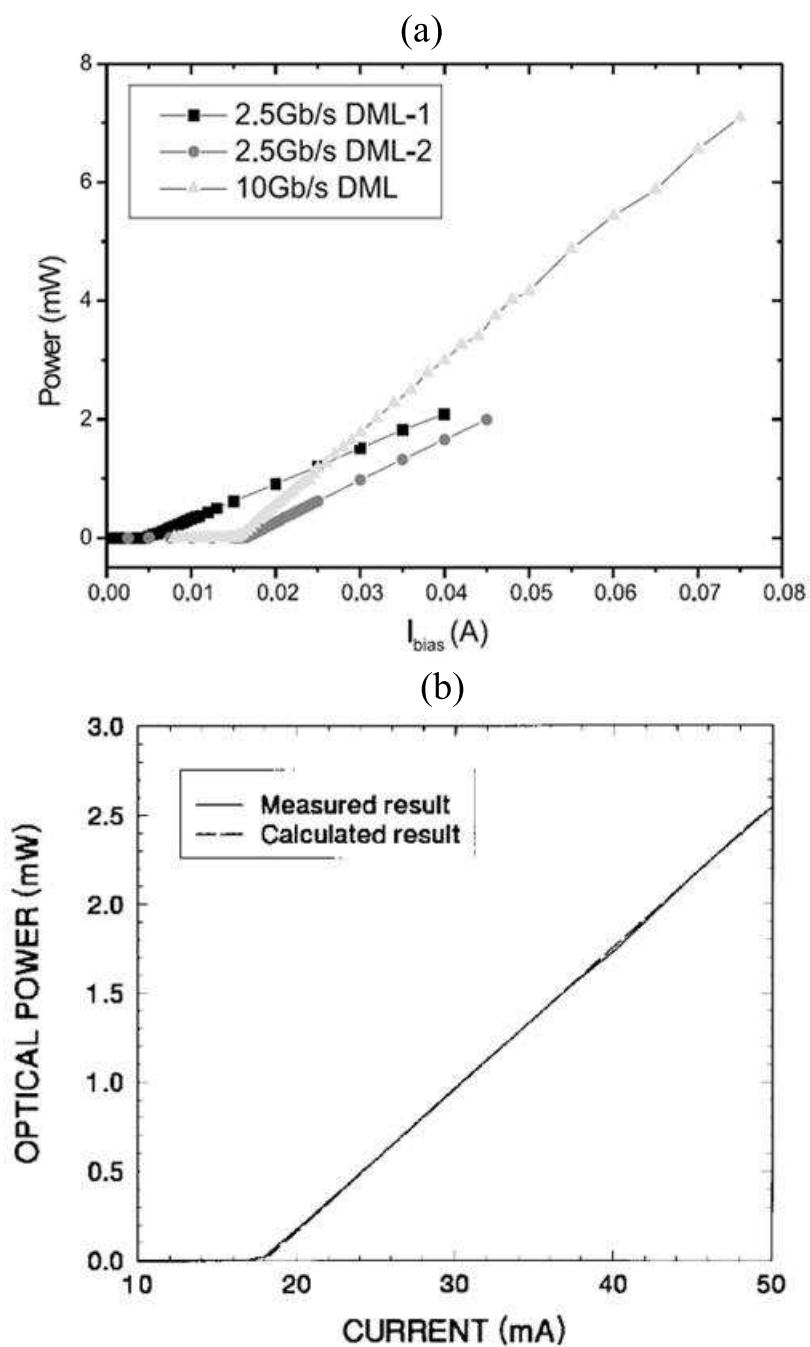 (a)
8
2.5Gb/s DML-1
2.5Gb/s DML-2
10Gb/s DML
6
4
2
0
Power (mW)
0.00 0.01 0.02 0.03 0.04 0.05 0.06 0.07 0.08
Ibias (A)
(b)
3.0
Measured result
Calculated result
2.5
2.0
1.5
1.0
0.5
0.0
OPTICAL POWER (mW)
10 20 30 40 50
CURRENT (mA)